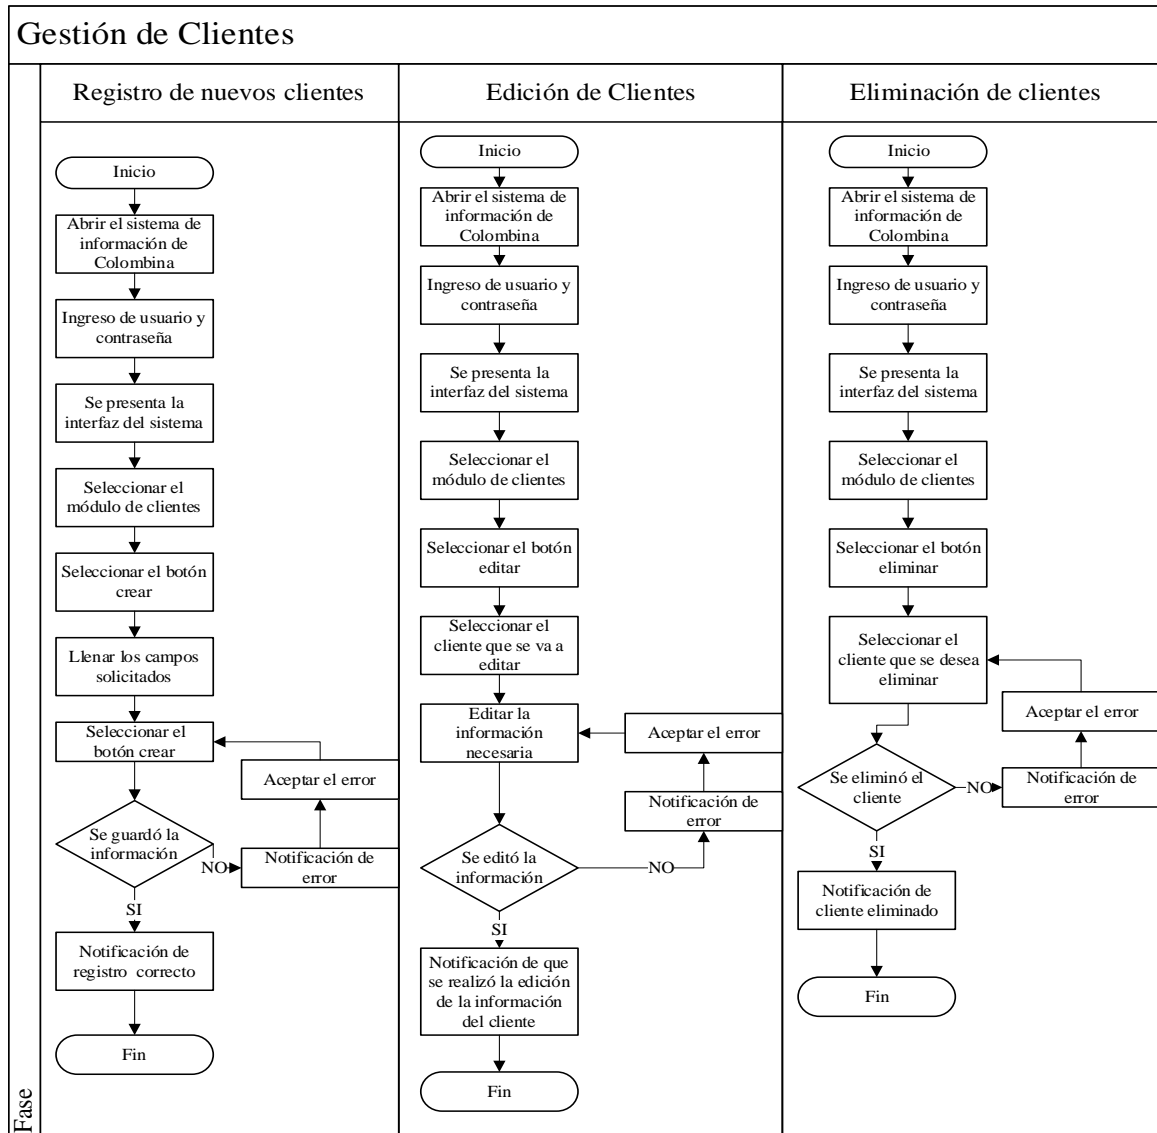 Gestión de Clientes
Fase
Registro de nuevos clientes
Inicio
Abrir el sistema de
información de
Colombina
Ingreso de usuario y
contraseña
Se presenta la
interfaz del sistema
Seleccionar el
módulo de clientes
Seleccionar el botón
crear
Llenar los campos
solicitados
Seleccionar el
botón crear
Aceptar el error
Se guardó la
información
NO
Notificación de
error
SI
Notificación de
registro correcto
Fin
Edición de Clientes
Inicio
Abrir el sistema de
información de
Colombina
Ingreso de usuario y
contraseña
Se presenta la
interfaz del sistema
Seleccionar el
módulo de clientes
Seleccionar el botón
editar
Seleccionar el
cliente que se va a
editar
Editar la
información
necesaria
Aceptar el error
Notificación de
error
Se editó la
información
NO
SI
Notificación de que
se realizó la edición
de la información
del cliente
Fin
Eliminación de clientes
Inicio
Abrir el sistema de
información de
Colombina
Ingreso de usuario y
contraseña
Se presenta la
interfaz del sistema
Seleccionar el
módulo de clientes
Seleccionar el botón
eliminar
Seleccionar el
cliente que se desea
eliminar
Aceptar el error
Se eliminó el
cliente
NO
Notificación de
error
SI
Notificación de
cliente eliminado
Fin